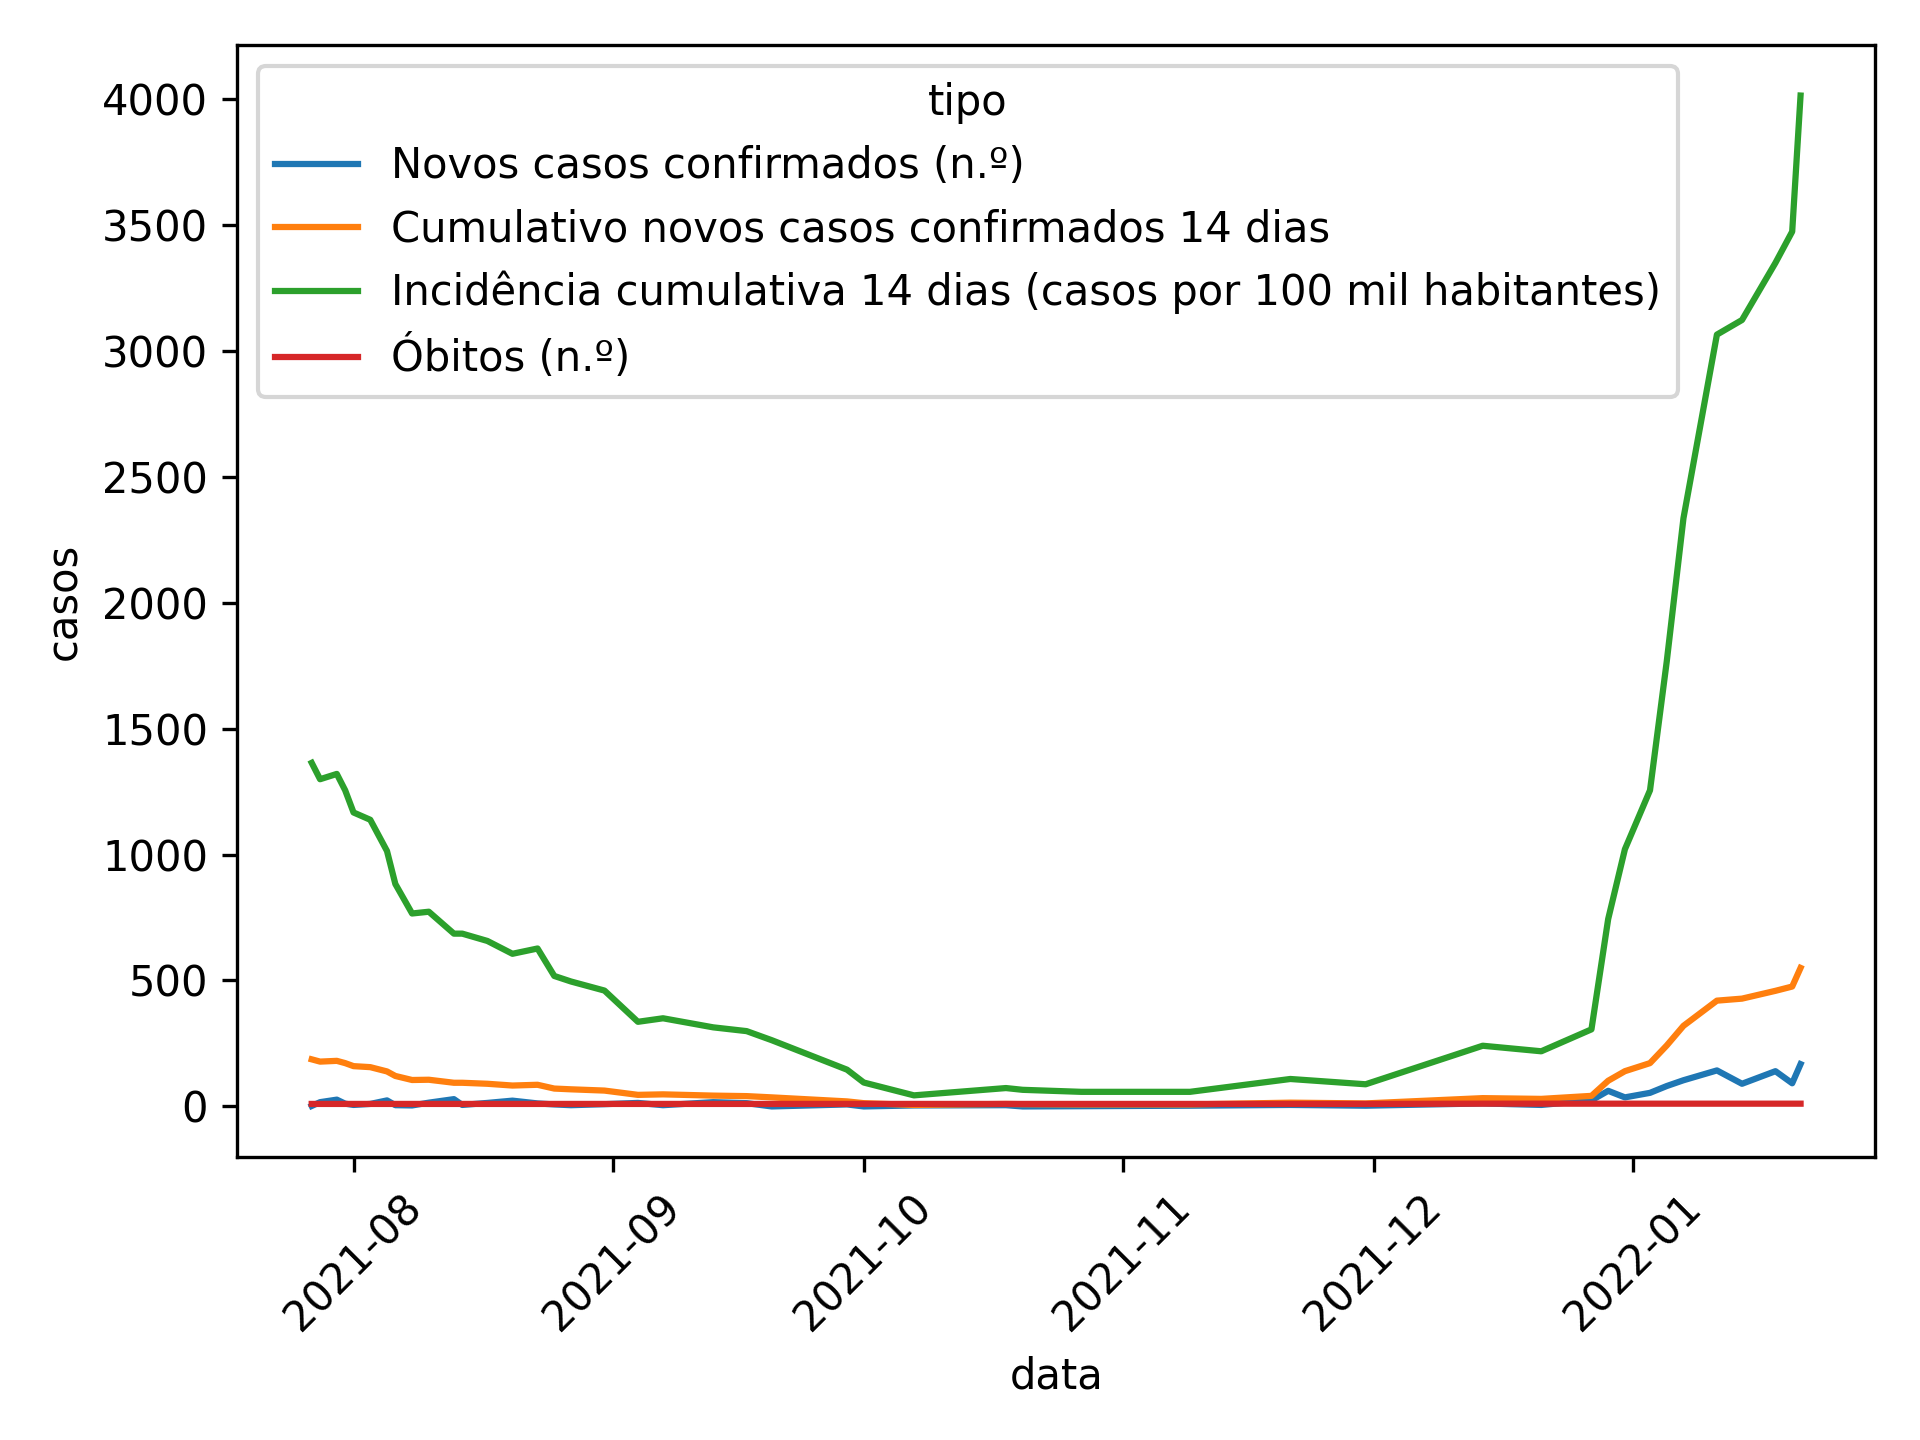 tipo
Novos casos confirmados (n.º)
Cumulativo novos casos confirmados 14 dias
Incidência cumulativa 14 dias (casos por 100 mil habitantes)
Óbitos (n.º)
4000
3500
3000
2500
2000
1500
1000
500
0
casos
2021-08
2021-09
2021-10
2021-11
2021-12
2022-01
data